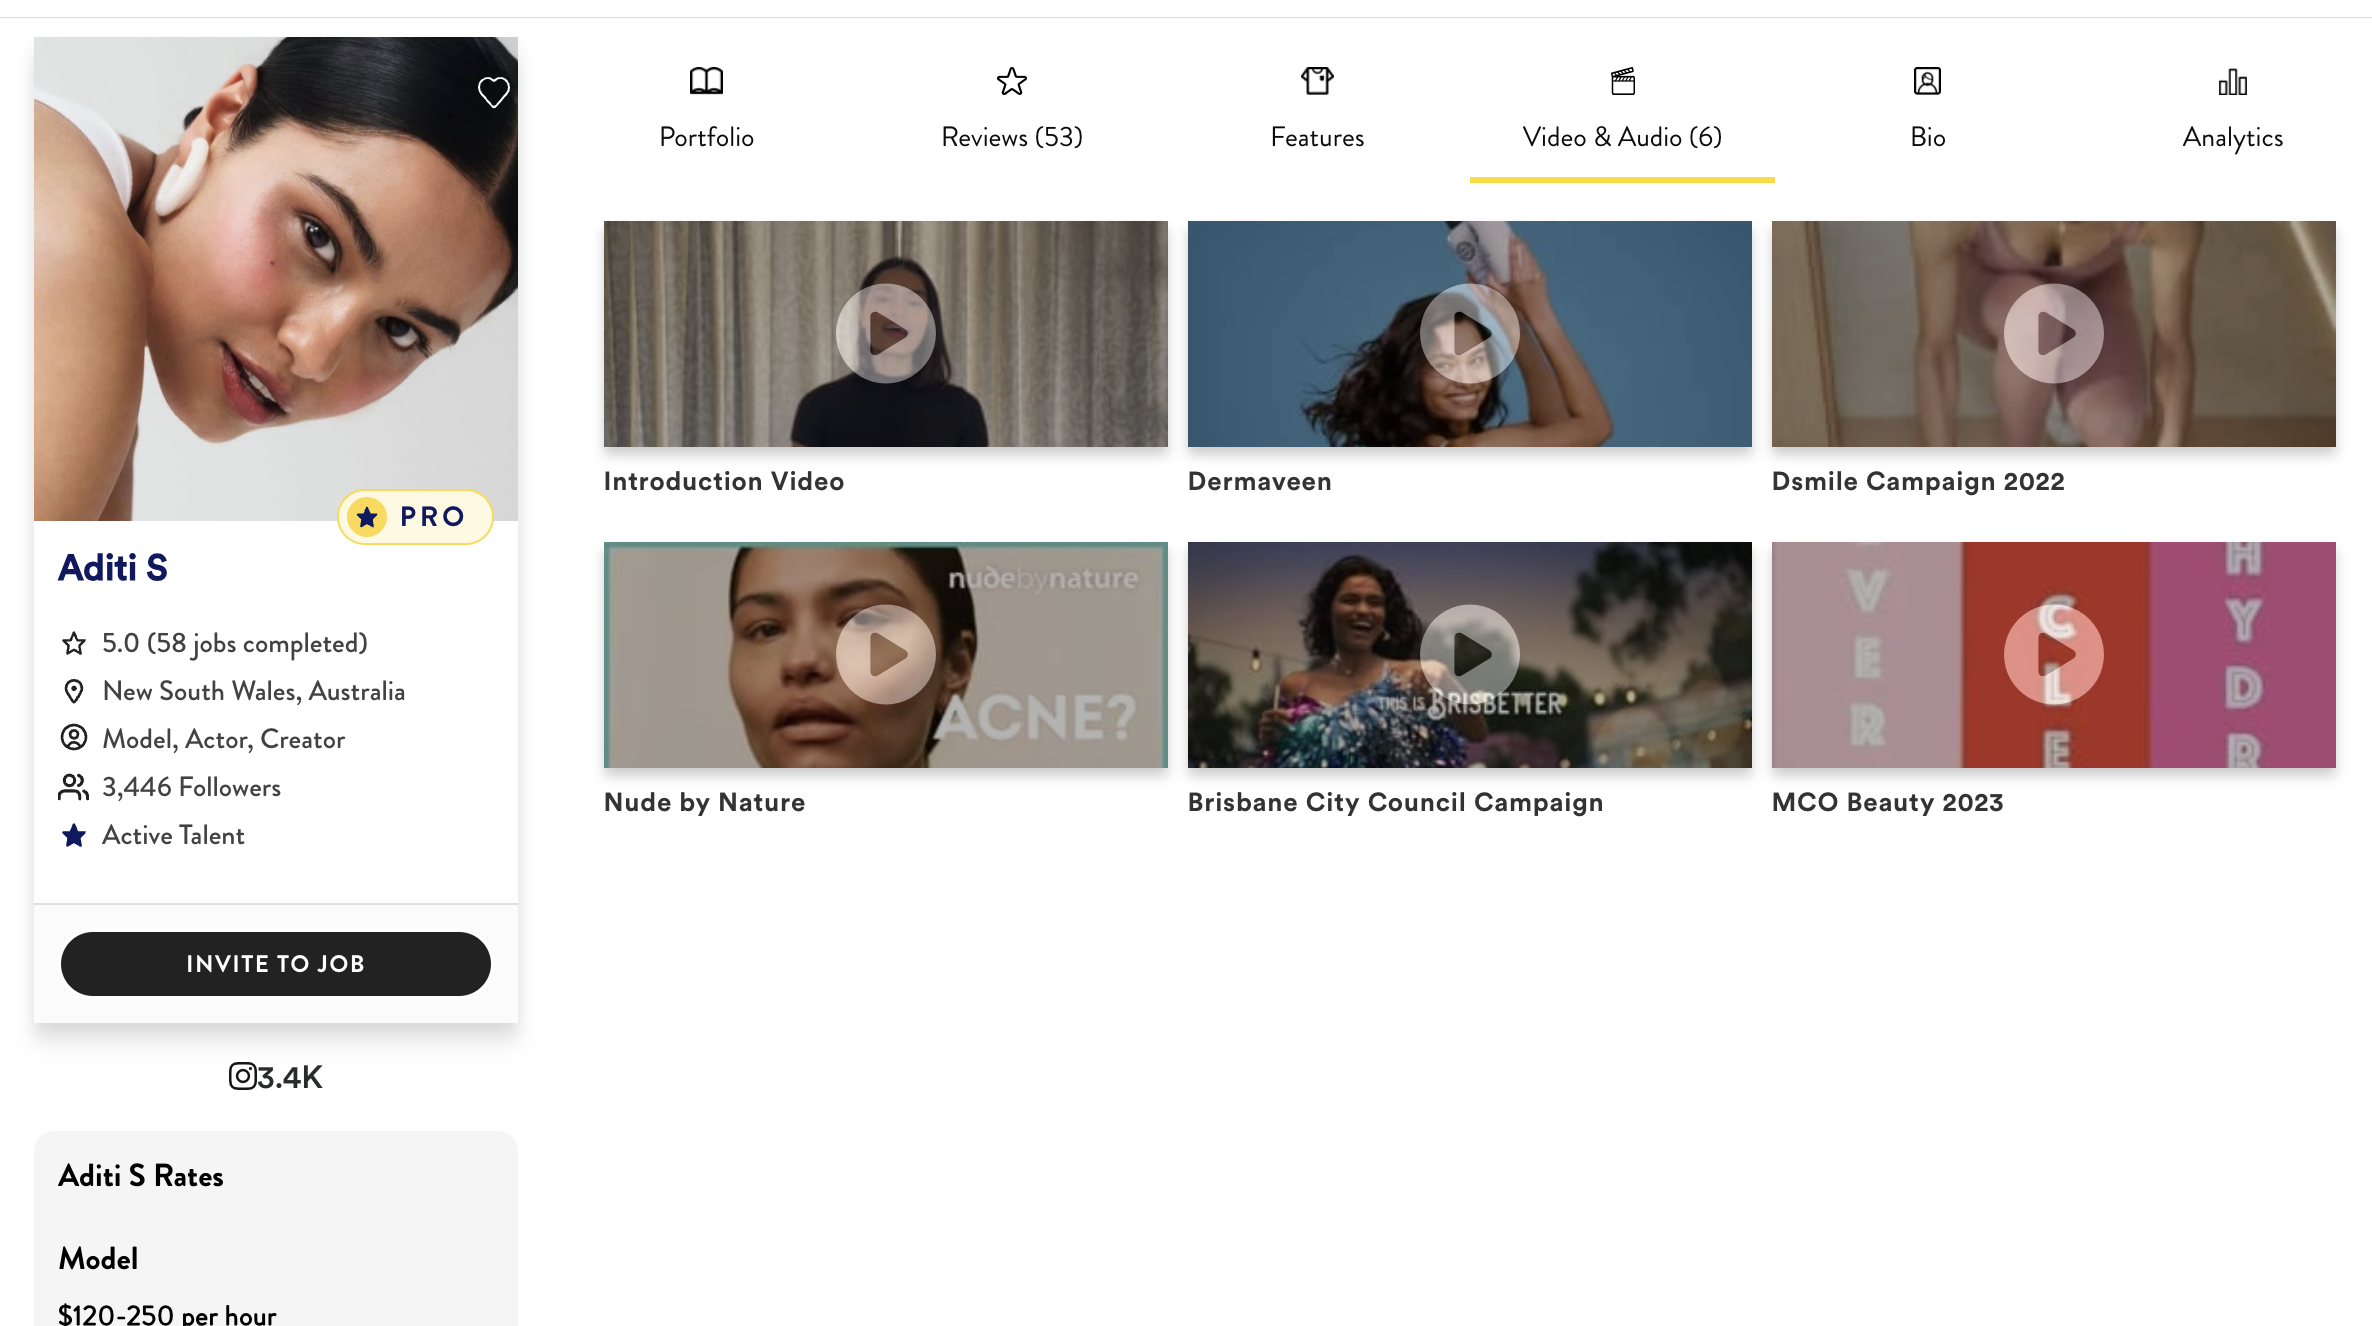 Portfolio
Reviews (53)
Features
Video & Audio (6)
Bio
Analytics
PRO
Aditi S
5.0 (58 jobs completed)
New South Wales, Australia
Model, Actor, Creator
3,446 Followers
Active Talent
INVITE TO JOB
3.4K
Aditi S Rates
Model
$120-250 per hour
Introduction Video
Dermaveen
Dsmile Campaign 2022
nudebynature
ACNE?
Nude by Nature
THIS IS BRISBETTER
Brisbane City Council Campaign
VER
CLE
HYDR
MCO Beauty 2023